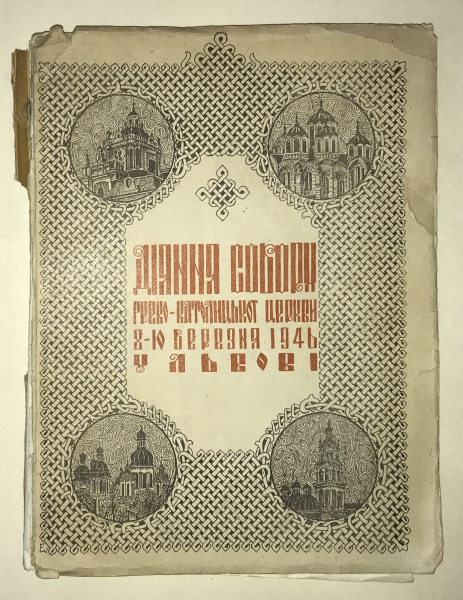 ДІЯННЯ СОБОРУ
ГРЕКО-КАТОЛИЦЬКОЇ ЦЕРКВИ
8-10 БЕРЕЗНЯ 1946
У ЛЬВОВІ